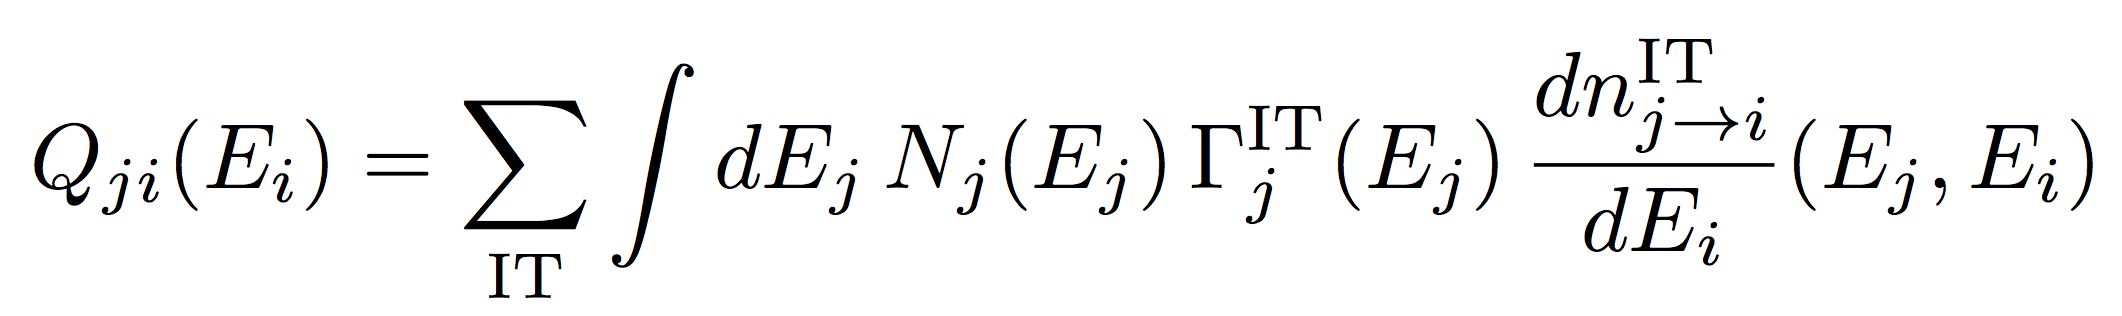 Q_{ji}(E_i) = \sum_{\mathrm{IT}} \int dE_j \, N_j(E_j) \, \Gamma_j^{\mathrm{IT}}(E_j) \, \frac{dn_{j \to i}^{\mathrm{IT}}}{dE_i}(E_j, E_i)